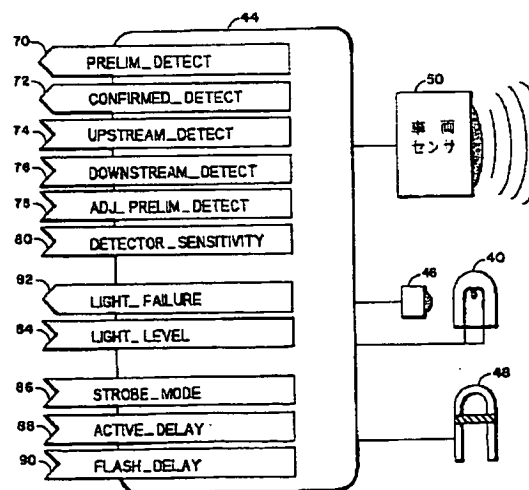 44
70 PRELIM_DETECT
72 CONFIRMED_DETECT
74 UPSTREAM_DETECT
76 DOWNSTREAM_DETECT
78 ADJ_PRELIM_DETECT
80 DETECTOR_SENSITIVITY
82 LIGHT_FAILURE
84 LIGHT_LEVEL
86 STROBE_MODE
88 ACTIVE_DELAY
90 FLASH_DELAY
50
車両
センサ
46
40
48